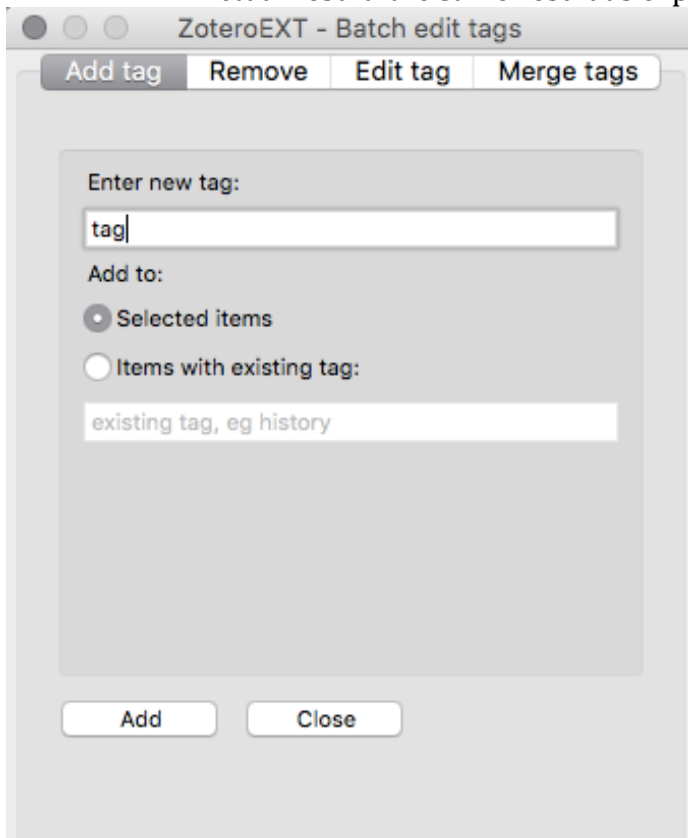 ZoteroEXT - Batch edit tags
Add tag Remove Edit tag Merge tags
Enter new tag:
tag
Add to:
Selected items
Items with existing tag:
existing tag, eg history
Add Close